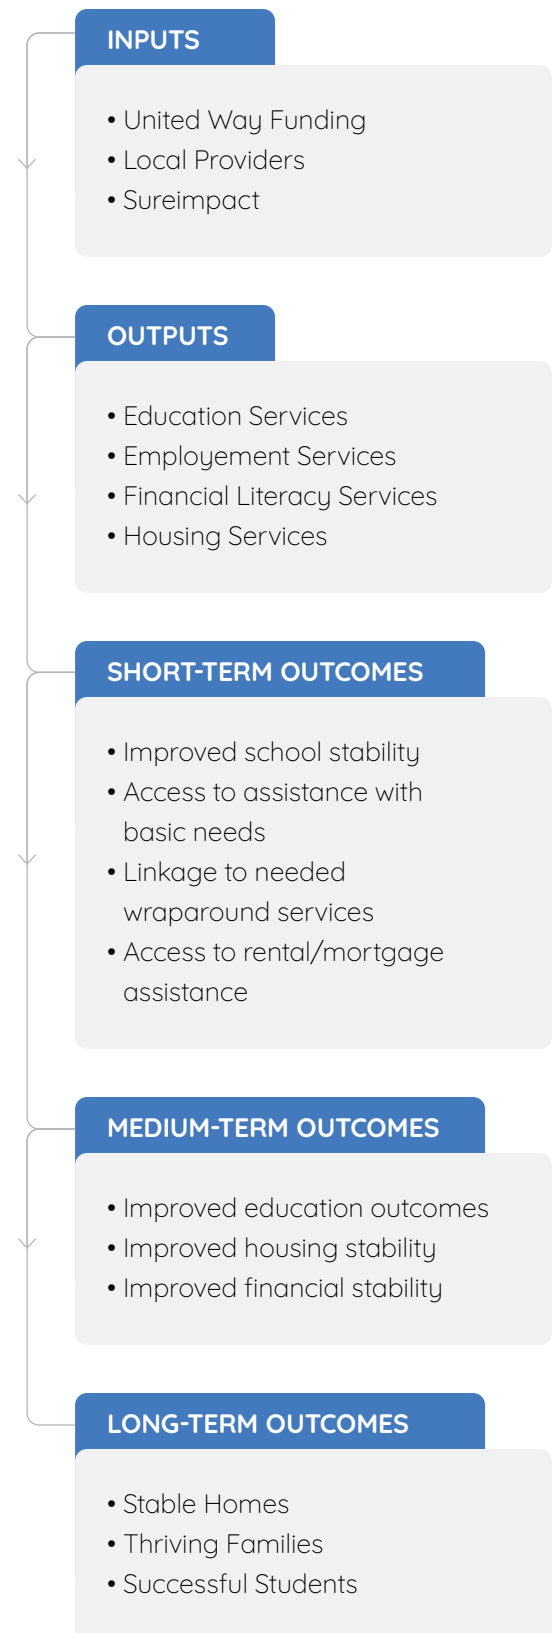 INPUTS
• United Way Funding
• Local Providers
• Sureimpact
OUTPUTS
• Education Services
• Employement Services
• Financial Literacy Services
• Housing Services
SHORT-TERM OUTCOMES
• Improved school stability
• Access to assistance with
basic needs
• Linkage to needed
wraparound services
• Access to rental/mortgage
assistance
MEDIUM-TERM OUTCOMES
• Improved education outcomes
• Improved housing stability
• Improved financial stability
LONG-TERM OUTCOMES
• Stable Homes
• Thriving Families
• Successful Students